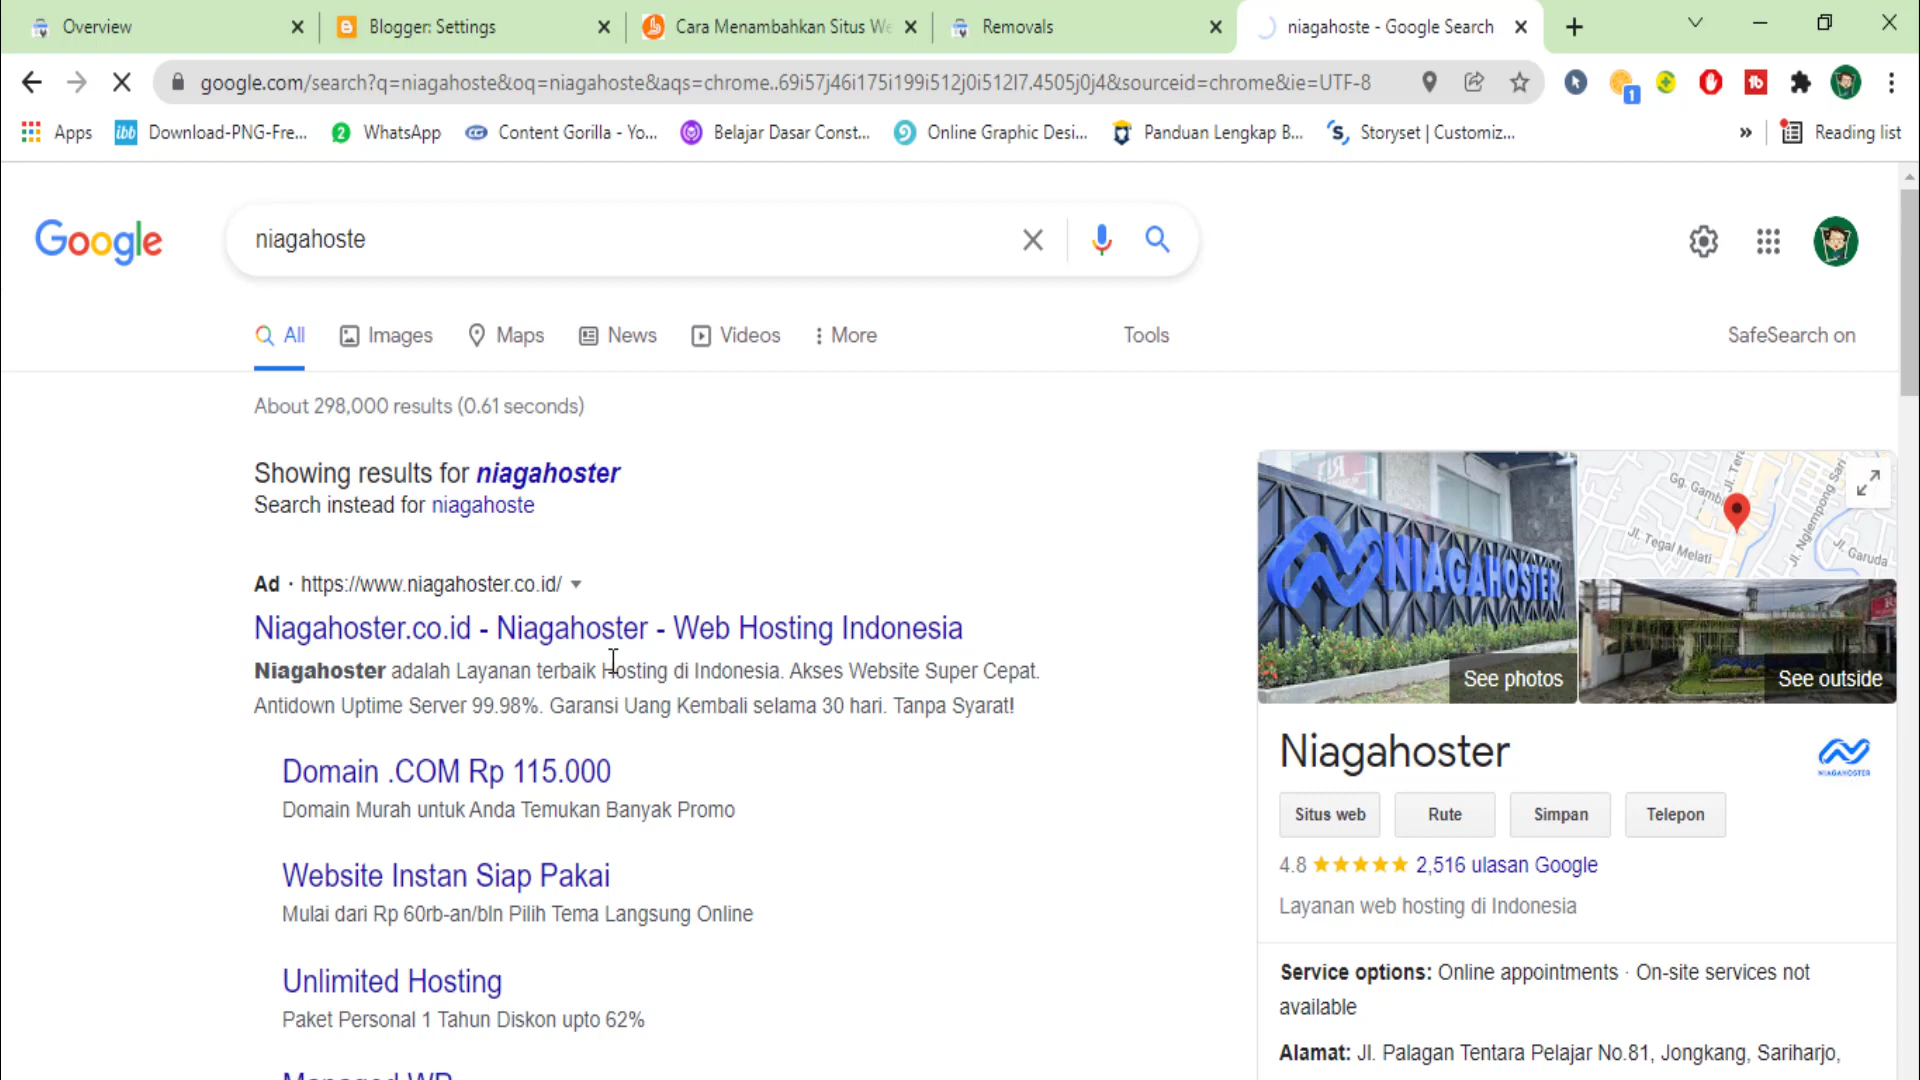 Overview
Blogger: Settings
Cara Menambahkan Situs We
Removals
niagahoste - Google Search
google.com/search?q=niagahoste&oq=niagahoste&aqs=chrome..69i57j46i175i199i512j0i512l7.4505j0j4&sourceid=chrome&ie=UTF-8
1
Apps
ibb
Download-PNG-Fre...
2
WhatsApp
Content Gorilla - Yo...
Belajar Dasar Const...
Online Graphic Desi...
Panduan Lengkap B...
Storyset | Customiz...
»
Reading list
Google
niagahoste
All
Images
Maps
News
Videos
More
Tools
SafeSearch on
About 298,000 results (0.61 seconds)
Showing results for niagahoster
Search instead for niagahoste
Ad · https://www.niagahoster.co.id/
Niagahoster.co.id - Niagahoster - Web Hosting Indonesia
Niagahoster adalah Layanan terbaik Hosting di Indonesia. Akses Website Super Cepat.
Antidown Uptime Server 99.98%. Garansi Uang Kembali selama 30 hari. Tanpa Syarat!
Domain .COM Rp 115.000
Domain Murah untuk Anda Temukan Banyak Promo
Website Instan Siap Pakai
Mulai dari Rp 60rb-an/bln Pilih Tema Langsung Online
Unlimited Hosting
Paket Personal 1 Tahun Diskon upto 62%
Managed WP
NIAGAHOSTER
Gg. Gamb
Jl. Tera
Jl. Tegal Melati
Jl. Nglempong Sari
Jl. Garuda
See photos
See outside
Niagahoster
NIAGAHOSTER
Situs web
Rute
Simpan
Telepon
4.8
2,516 ulasan Google
Layanan web hosting di Indonesia
Service options: Online appointments · On-site services not
available
Alamat: Jl. Palagan Tentara Pelajar No.81, Jongkang, Sariharjo,